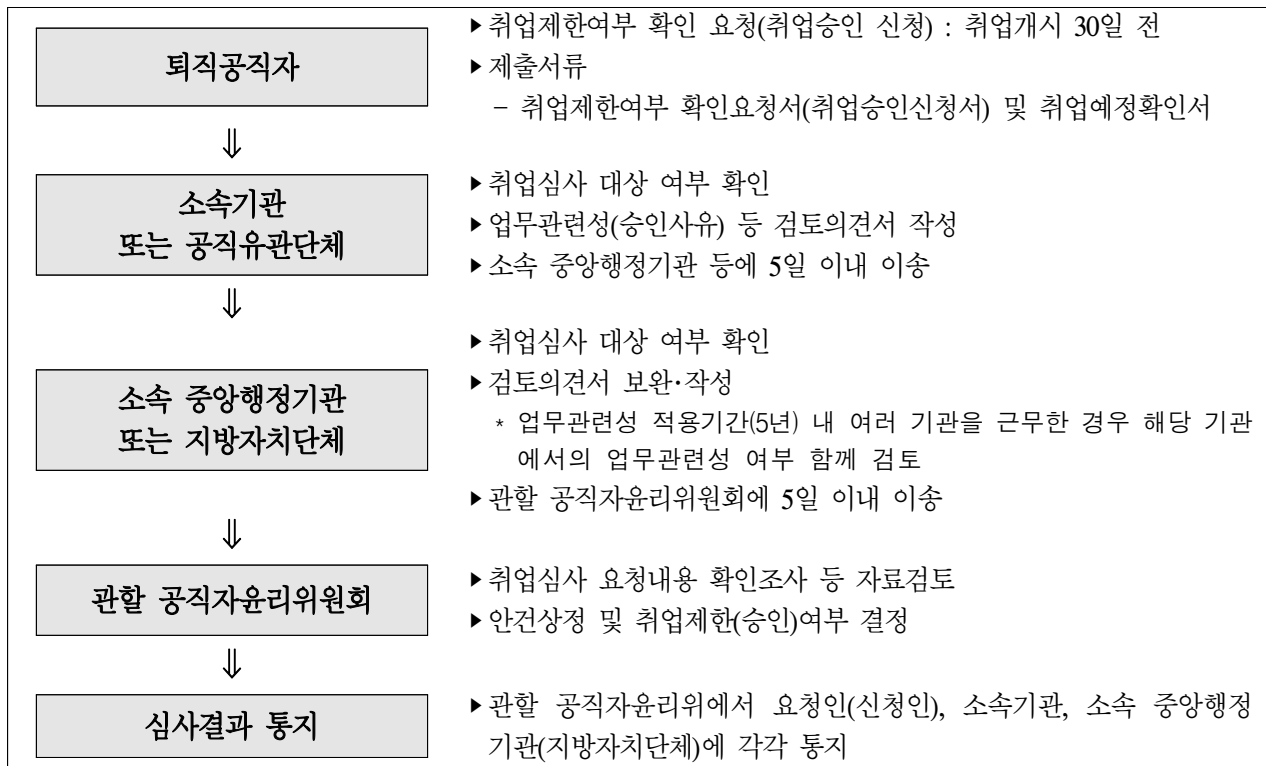 퇴직공직자
▶취업제한여부 확인 요청(취업승인 신청) : 취업개시 30일 전
▶제출서류
- 취업제한여부 확인요청서(취업승인신청서) 및 취업예정확인서
⇓
소속기관
또는 공직유관단체
▶취업심사 대상 여부 확인
▶업무관련성(승인사유) 등 검토의견서 작성
▶소속 중앙행정기관 등에 5일 이내 이송
⇓
소속 중앙행정기관
또는 지방자치단체
▶취업심사 대상 여부 확인
▶검토의견서 보완·작성
* 업무관련성 적용기간(5년) 내 여러 기관을 근무한 경우 해당 기관
에서의 업무관련성 여부 함께 검토
▶관할 공직자윤리위원회에 5일 이내 이송
⇓
관할 공직자윤리위원회
▶취업심사 요청내용 확인조사 등 자료검토
▶안건상정 및 취업제한(승인)여부 결정
⇓
심사결과 통지
▶관할 공직자윤리위에서 요청인(신청인), 소속기관, 소속 중앙행정
기관(지방자치단체)에 각각 통지